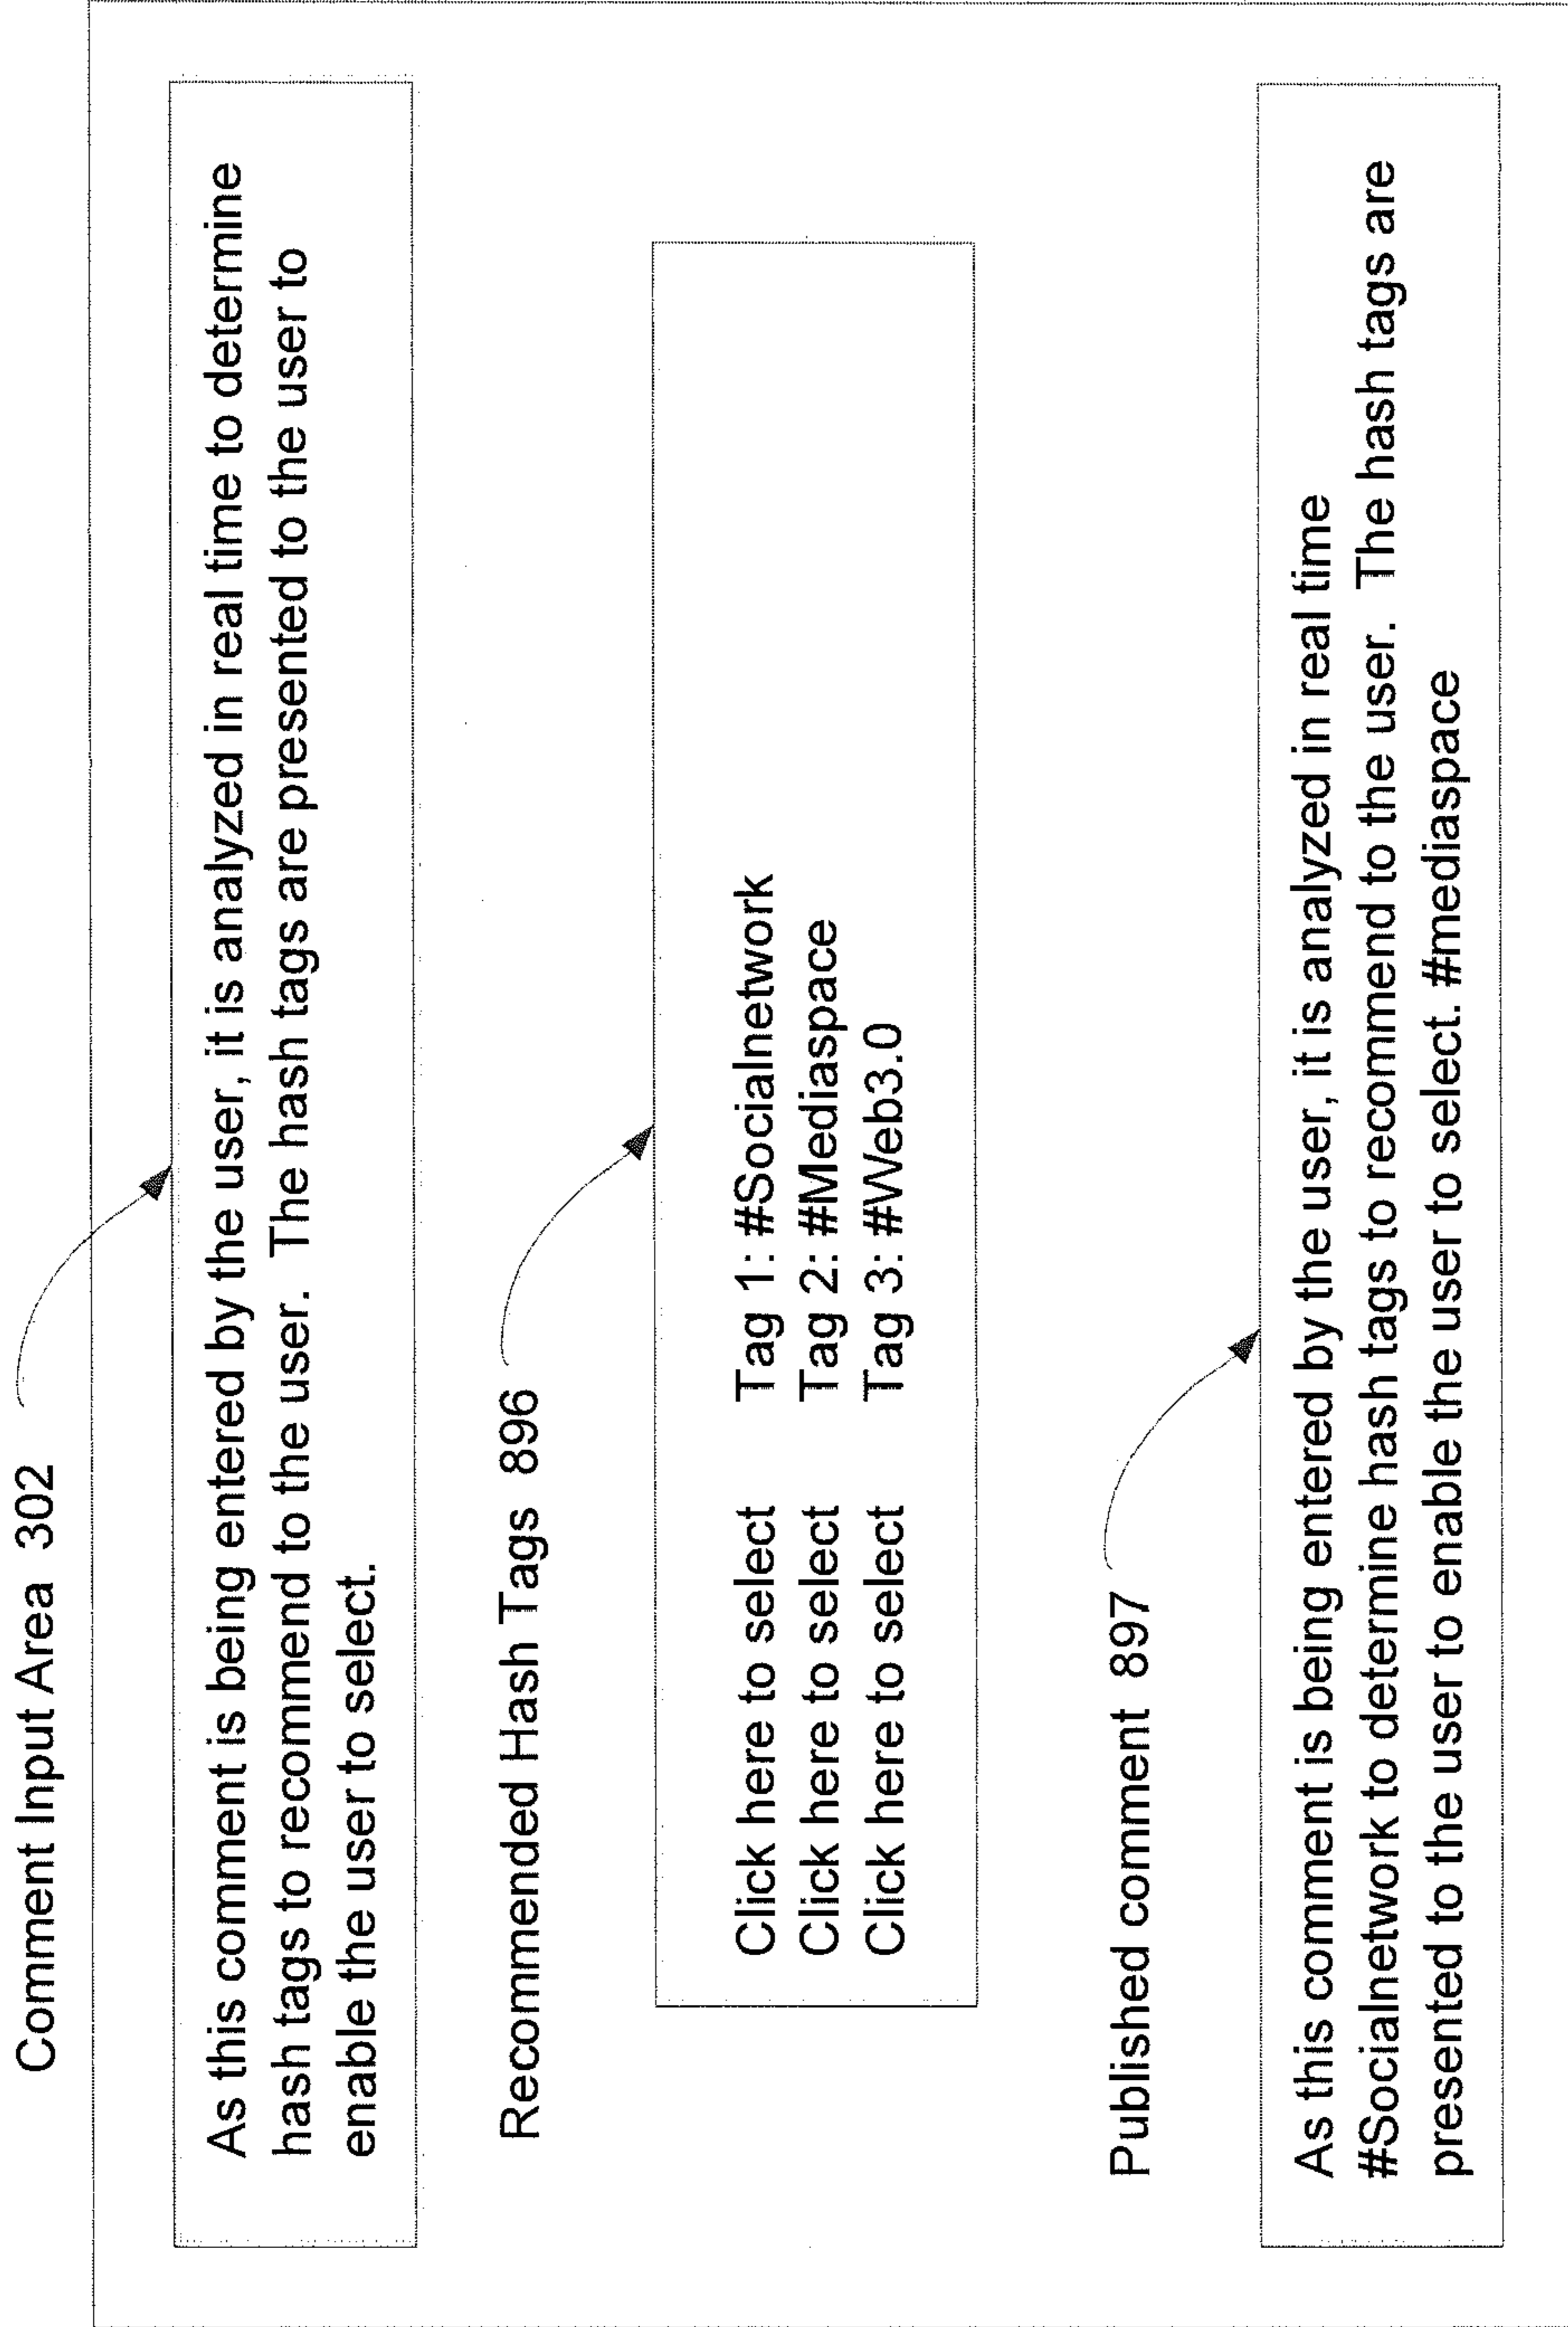 Comment Input Area 302
As this comment is being entered by the user, it is analyzed in real time to determine
hash tags to recommend to the user. The hash tags are presented to the user to
enable the user to select.
Recommended Hash Tags 896
Click here to select Tag 1: #Socialnetwork
Click here to select Tag 2: #Mediaspace
Click here to select Tag 3: #Web3.0
Published comment 897
As this comment is being entered by the user, it is analyzed in real time
#Socialnetwork to determine hash tags to recommend to the user. The hash tags are
presented to the user to enable the user to select. #mediaspace